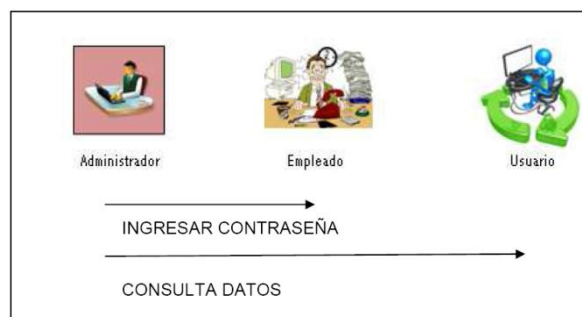 Administrador Empleado Usuario
INGRESAR CONTRASEÑA
CONSULTA DATOS